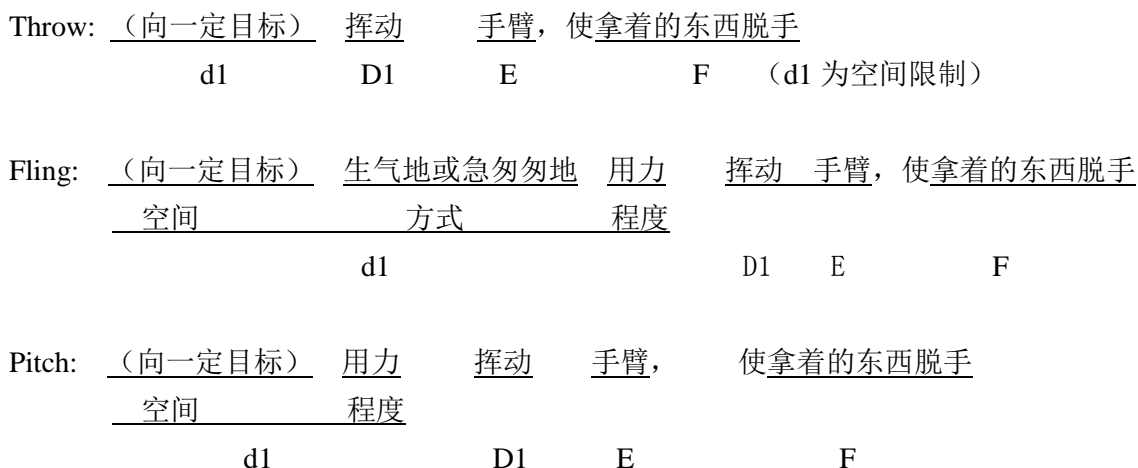 Throw: （向一定目标） 挥动 手臂，使拿着的东西脱手
d1 D1 E F （d1 为空间限制）
Fling: （向一定目标） 生气地或急匆匆地 用力 挥动 手臂，使拿着的东西脱手
空间 方式 程度
d1 D1 E F
Pitch: （向一定目标） 用力 挥动 手臂， 使拿着的东西脱手
空间 程度
d1 D1 E F